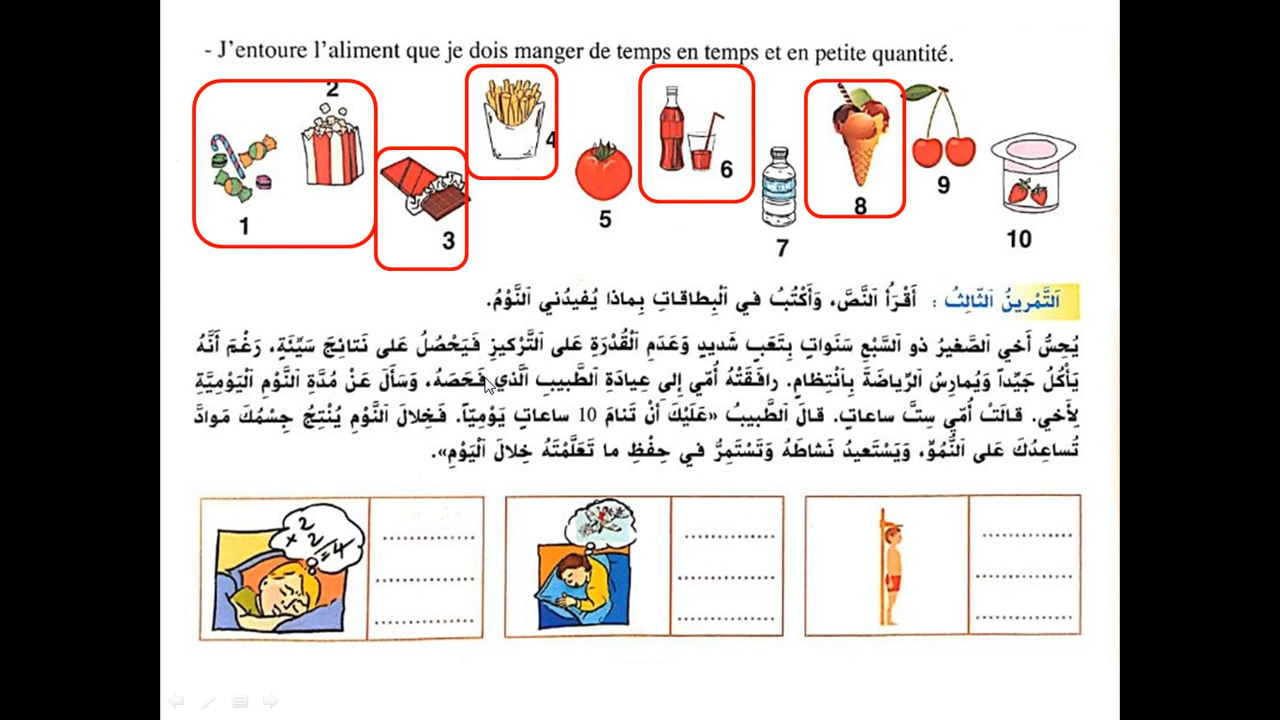 - J'entoure l'aliment que je dois manger de temps en temps et en petite quantité.
2
4
6
9
8
5
1
3
7
10
اَلتَّمْرينُ اَلثّالِثُ : أَقْرَأُ اَلنَّصَّ، وَأَكْتُبُ في اَلْبِطاقاتِ بِماذا يُفيدُني اَلنَّوْمُ.
يُحِسُّ أَخي اَلصَّغيرُ ذو اَلسَّبْعِ سَنَواتٍ بِتَعَبٍ شَديدٍ وَعَدَمِ اَلْقُدْرَةِ عَلى اَلتَّرْكيزِ فَيَحْصُلُ عَلى نَتائِجَ سَيِّئَةٍ، رَغْمَ أَنَّهُ
يَأْكُلُ جَيِّداً وَيُمارِسُ اَلرِّياضَةَ بِاَنْتِظامٍ. رافَقَتْهُ أُمّي إِلى عِيادَةِ اَلطَّبيبِ اَلَّذي فَحَصَهُ، وَسَأَلَ عَنْ مُدَّةِ اَلنَّوْمِ اَلْيَوْمِيَّةِ
لِأَخي. قالَتْ أُمّي سِتَّ ساعاتٍ. قالَ اَلطَّبيبُ «عَلَيْكَ أَنْ تَنامَ 10 ساعاتٍ يَوْمِيّاً. فَخِلالَ اَلنَّوْمِ يُنْتِجُ جِسْمُكَ مَوادَّ
تُساعِدُكَ عَلى اَلنُّمُوِّ، وَيَسْتَعيدُ نَشاطَهُ وَتَسْتَمِرُّ في حِفْظِ ما تَعَلَّمْتَهُ خِلالَ اَلْيَوْمِ».
2
+ 2
=4